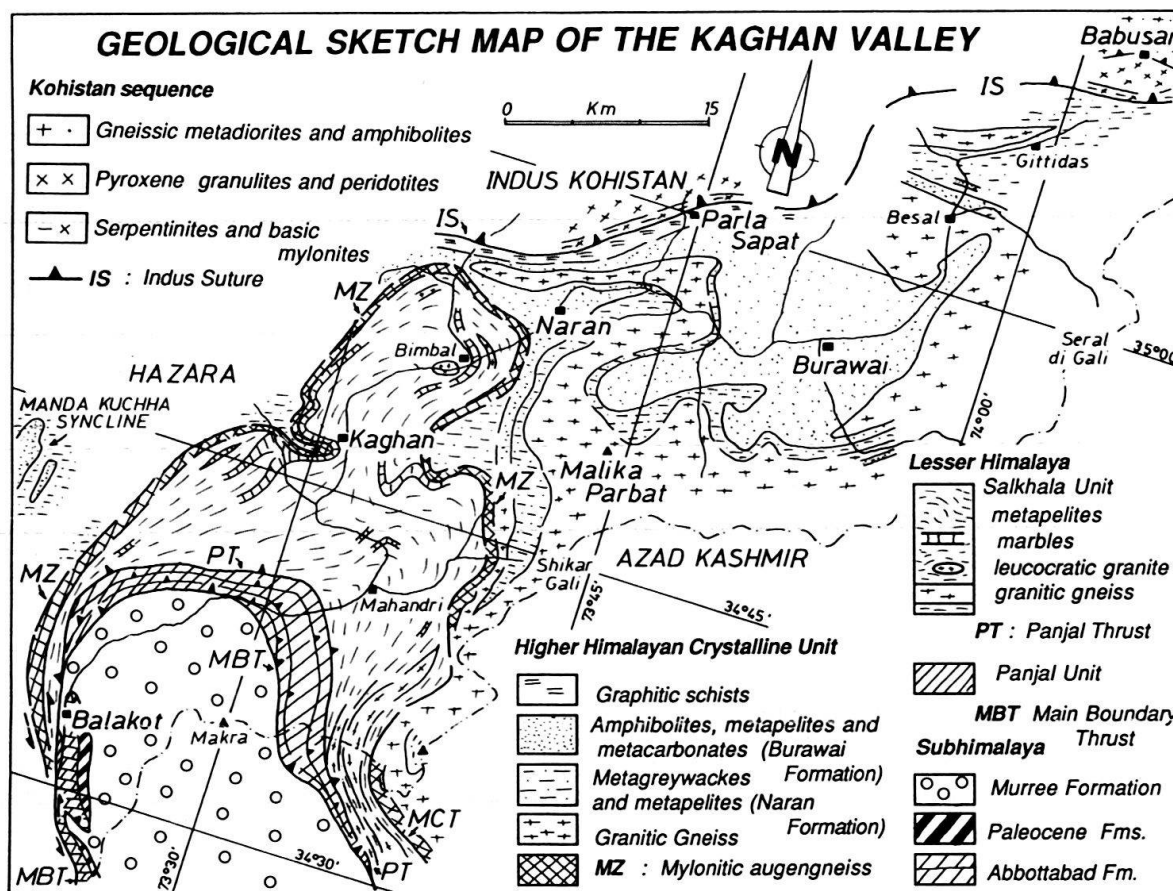 GEOLOGICAL SKETCH MAP OF THE KAGHAN VALLEY
Kohistan sequence
Gneissic metadiorites and amphibolites
Pyroxene granulites and peridotites
Serpentinites and basic
mylonites
IS : Indus Suture
0 Km 15
N
Babusar
IS
Gittidas
INDUS KOHISTAN
IS
Parla
Sapat
Besal
MZ
Naran
Bimbal
Burawai
Seral
di Gali
35°00'
HAZARA
MANDA KUCHHA
SYNCLINE
Kaghan
Malika
Parbat
74°00'
MZ
MZ
PT
Shikar
Gali
AZAD KASHMIR
73°45'
34°45'
Mahandri
MBT
Balakot
Makra
MCT
MBT
73°30'
34°30'
PT
Higher Himalayan Crystalline Unit
Graphitic schists
Amphibolites, metapelites and
metacarbonates (Burawai
Formation)
Metagreywackes
and metapelites (Naran
Formation)
Granitic Gneiss
MZ : Mylonitic augengneiss
Lesser Himalaya
Salkhala Unit
metapelites
marbles
leucocratic granite
granitic gneiss
PT : Panjal Thrust
Panjal Unit
MBT Main Boundary
Thrust
Subhimalaya
Murree Formation
Paleocene Fms.
Abbottabad Fm.